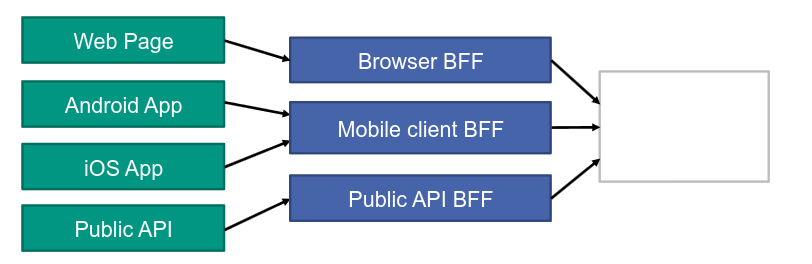 Web Page
Android App
iOS App
Public API
Browser BFF
Mobile client BFF
Public API BFF